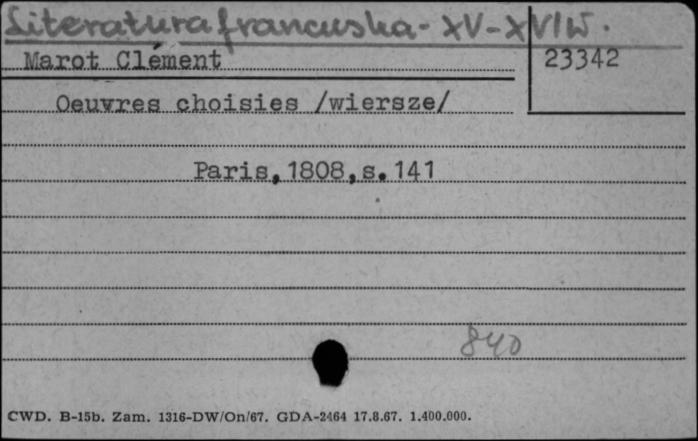 Literatura francuska - XV-XVIw.
Marot Clément
23342
Oeuvres choisies /wiersze/
Paris,1808,s.141
840
CWD. B-15b. Zam. 1316-DW/On/67. GDA-2464 17.8.67. 1.400.000.